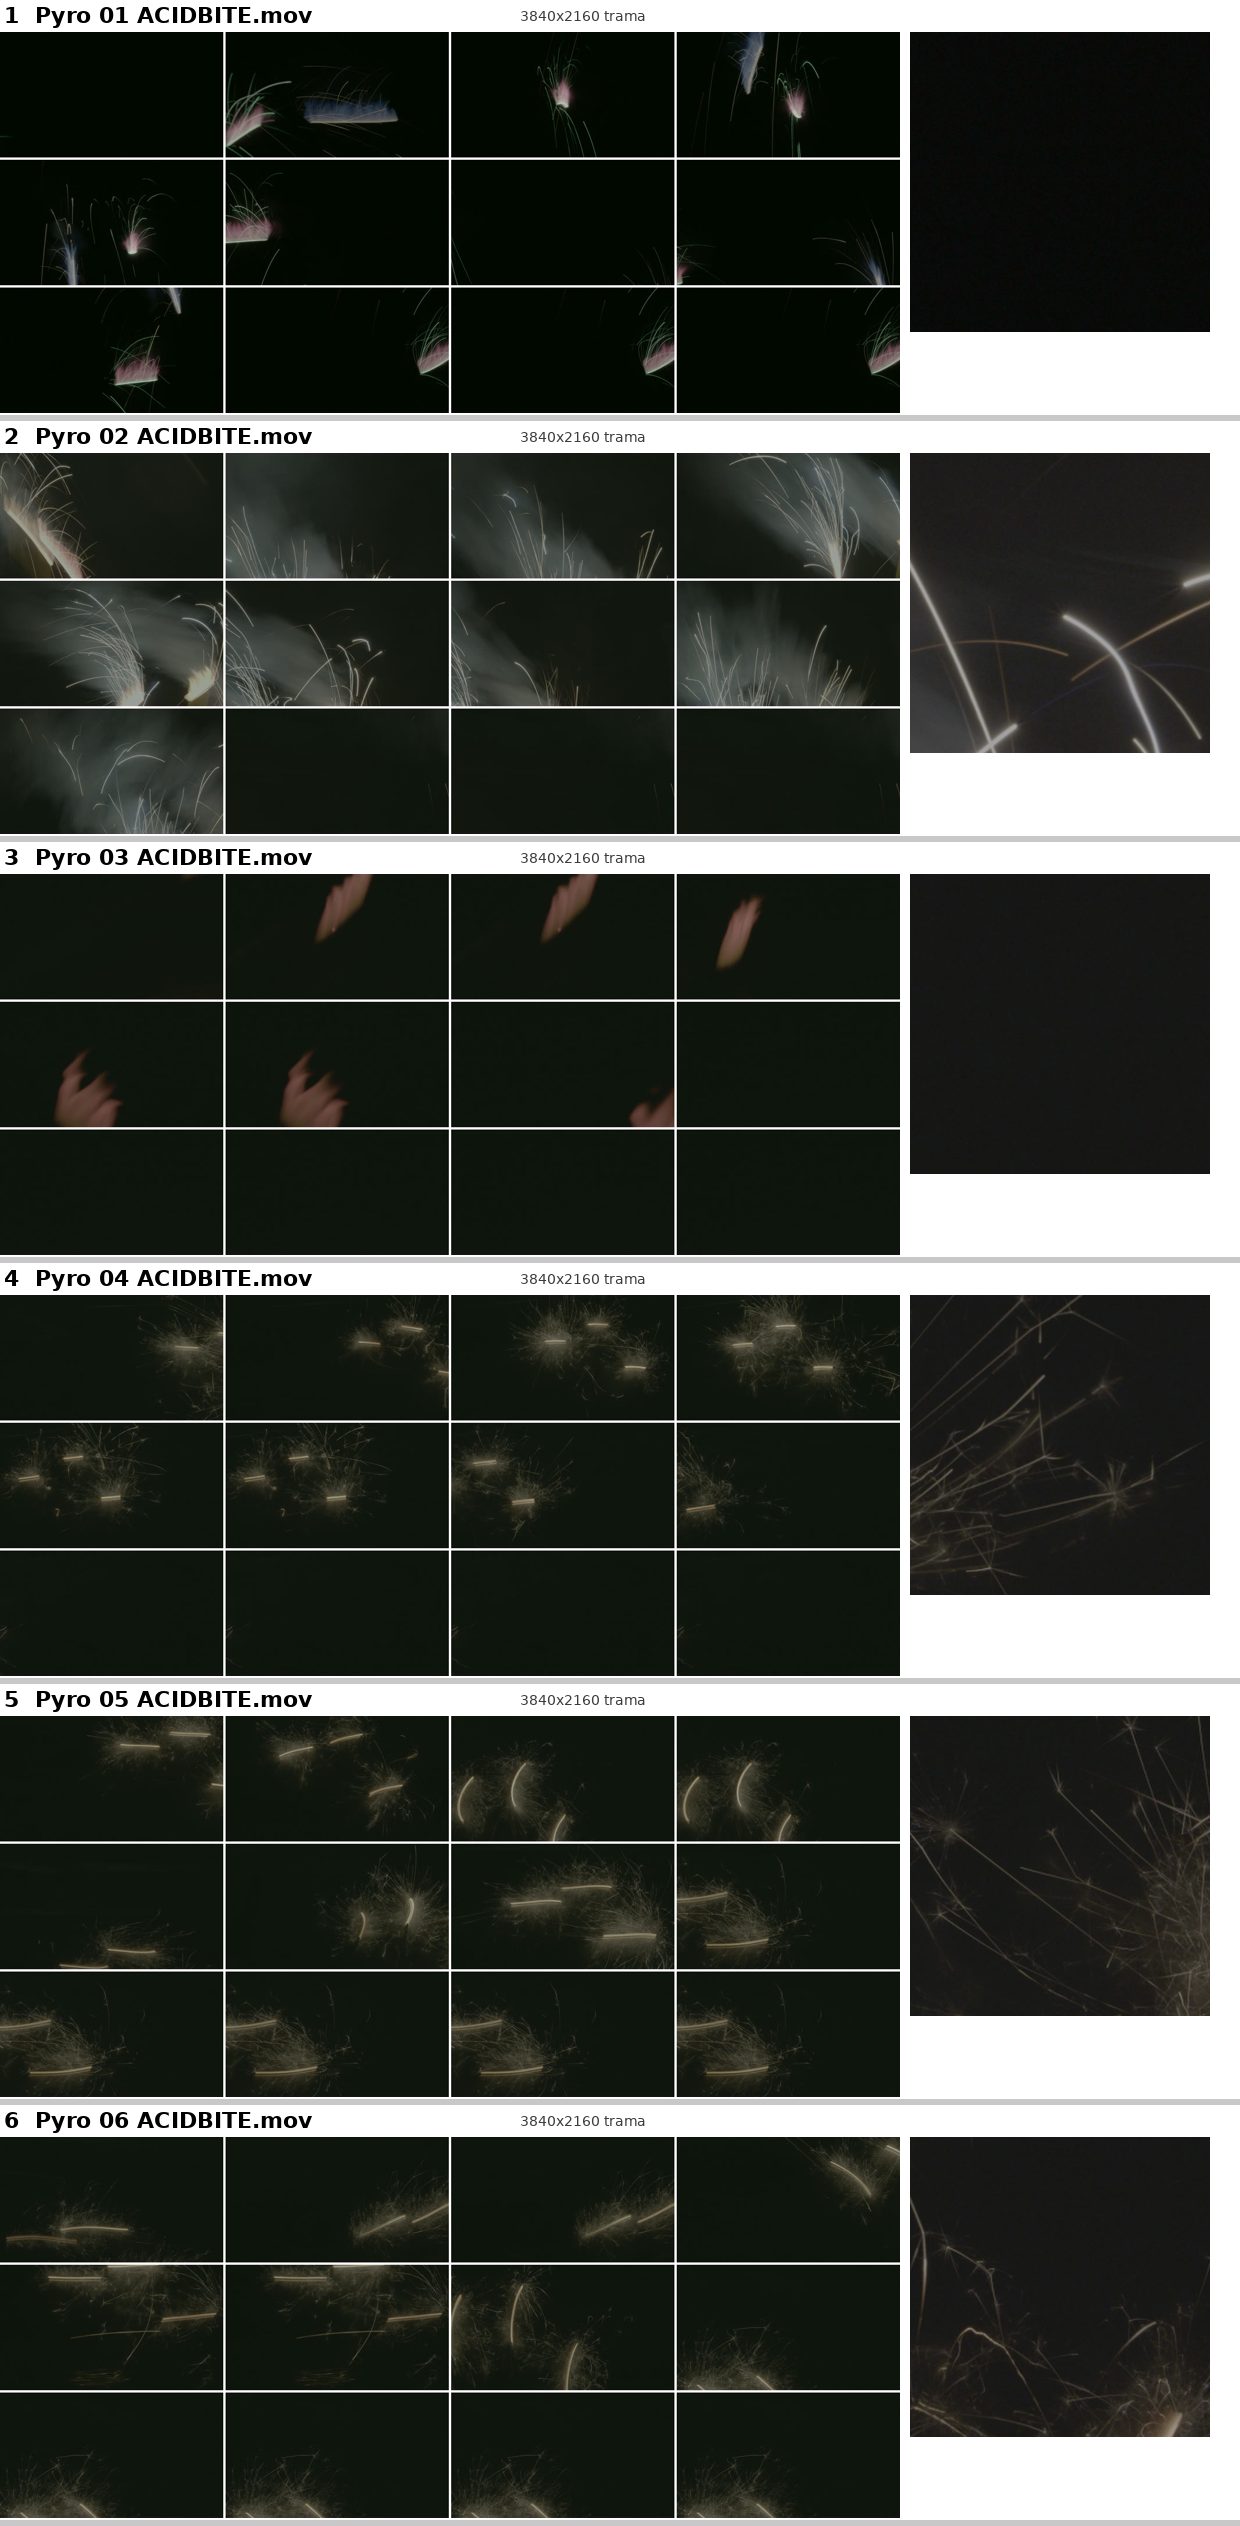 1 Pyro 01 ACIDBITE.mov 3840x2160 trama
2 Pyro 02 ACIDBITE.mov 3840x2160 trama
3 Pyro 03 ACIDBITE.mov 3840x2160 trama
4 Pyro 04 ACIDBITE.mov 3840x2160 trama
5 Pyro 05 ACIDBITE.mov 3840x2160 trama
6 Pyro 06 ACIDBITE.mov 3840x2160 trama